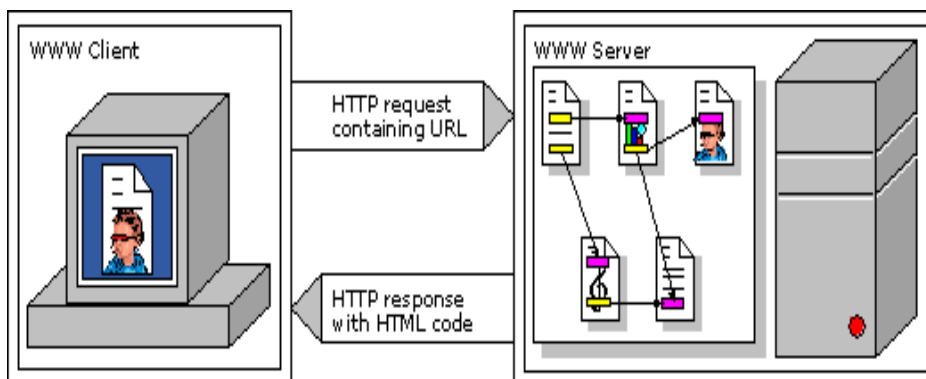 WWW Client
HTTP request
containing URL
WWW Server
HTTP response
with HTML code